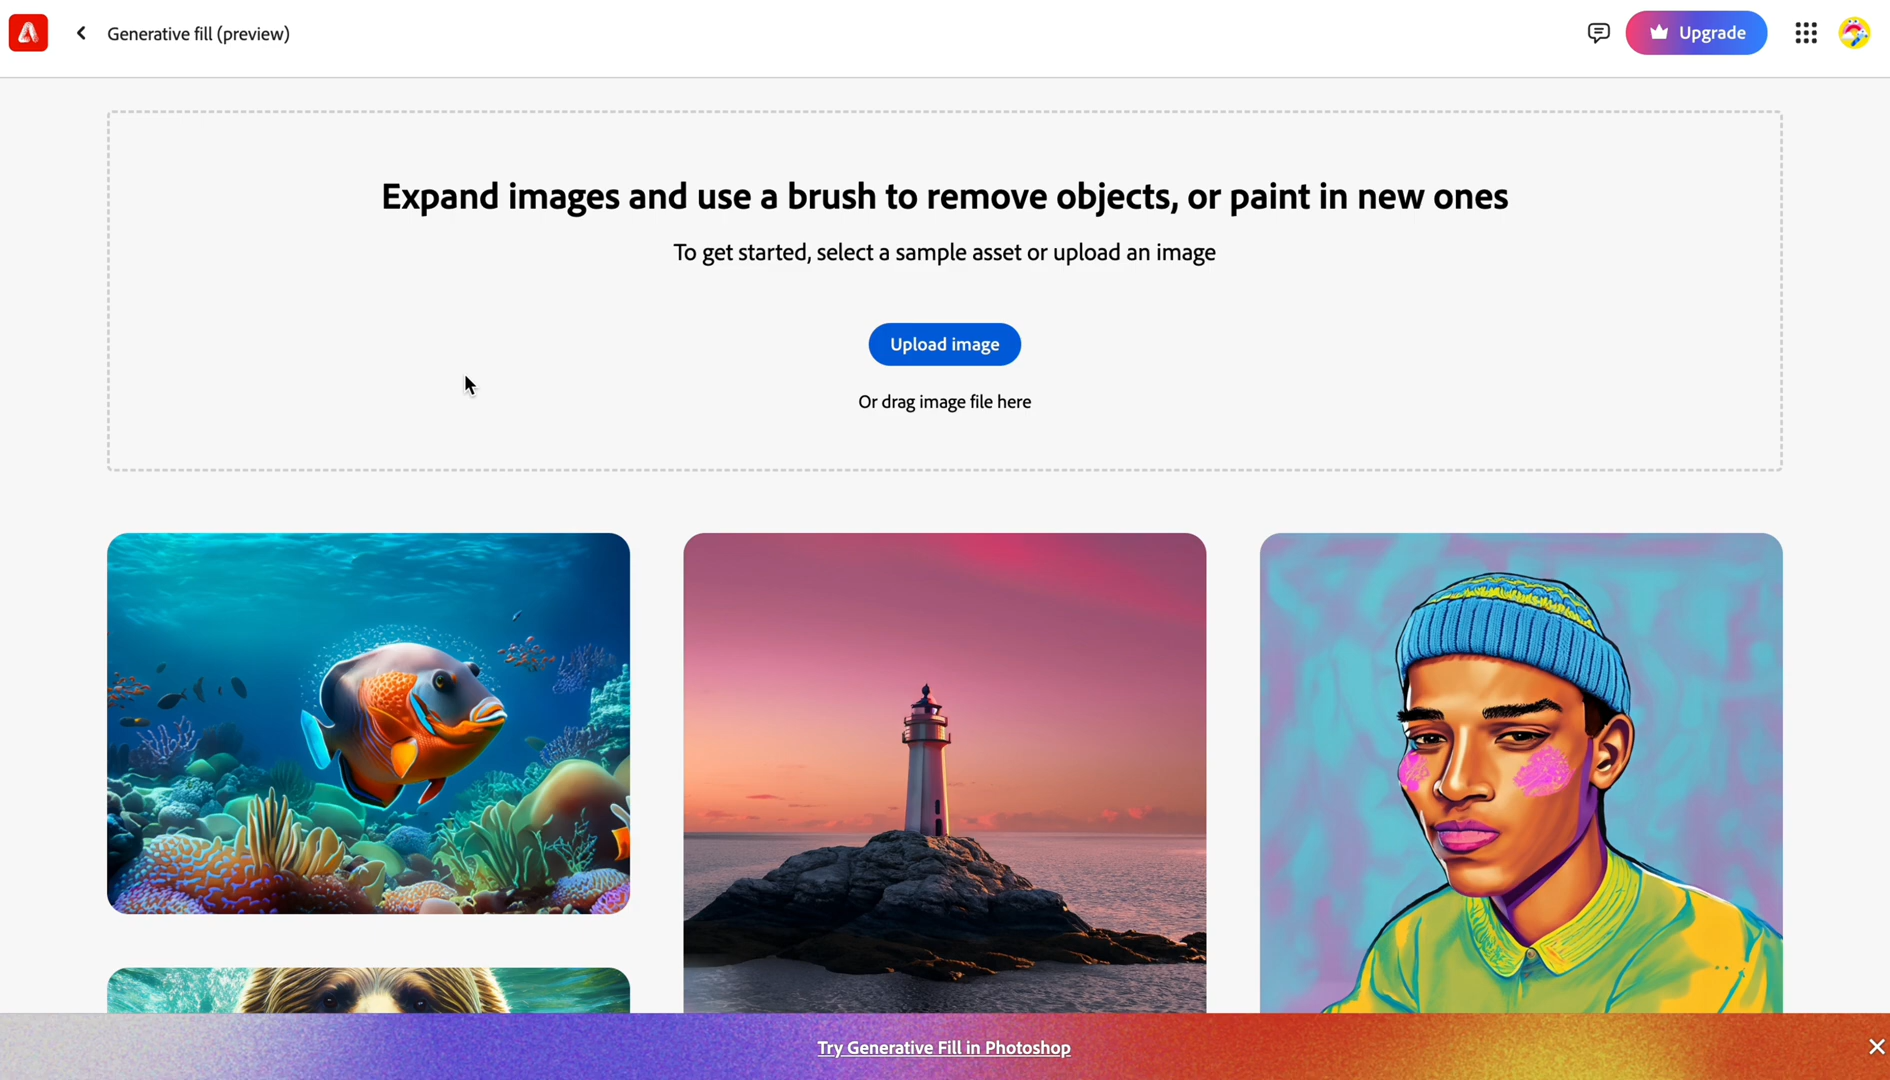 Generative fill (preview)
Upgrade
Expand images and use a brush to remove objects, or paint in new ones
To get started, select a sample asset or upload an image
Upload image
Or drag image file here
Try Generative Fill in Photoshop